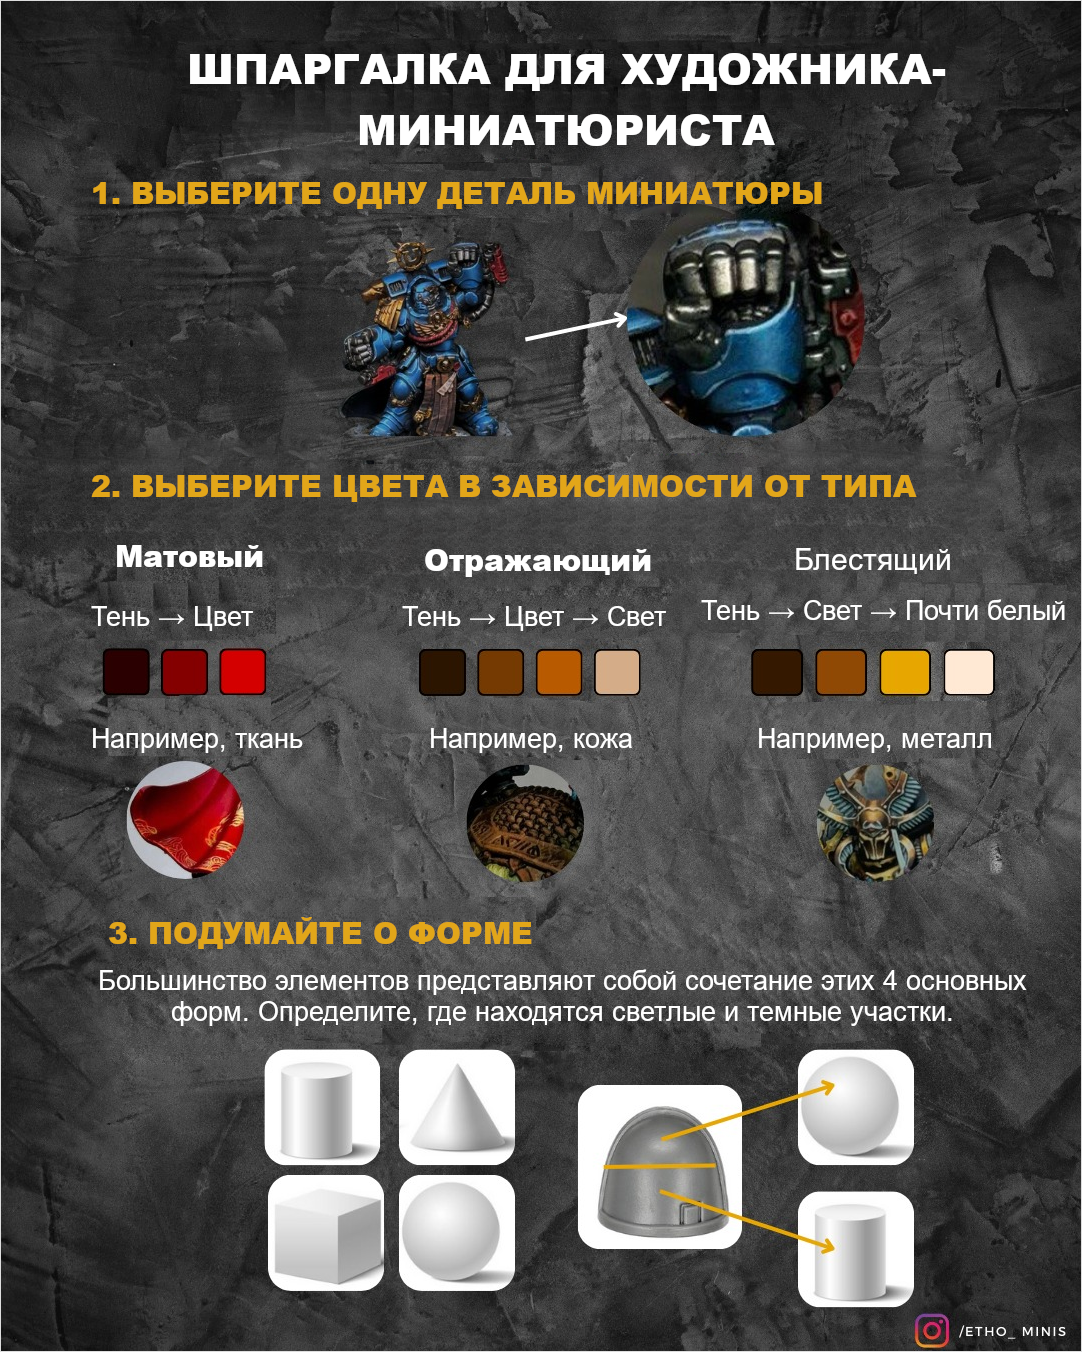 ШПАРГАЛКА ДЛЯ ХУДОЖНИКА-
МИНИАТЮРИСТА
1. ВЫБЕРИТЕ ОДНУ ДЕТАЛЬ МИНИАТЮРЫ
2. ВЫБЕРИТЕ ЦВЕТА В ЗАВИСИМОСТИ ОТ ТИПА
Матовый
Тень → Цвет
Например, ткань
Отражающий
Тень → Цвет → Свет
Например, кожа
Блестящий
Тень → Свет → Почти белый
Например, металл
3. ПОДУМАЙТЕ О ФОРМЕ
Большинство элементов представляют собой сочетание этих 4 основных
форм. Определите, где находятся светлые и темные участки.
/ETHO_ MINIS